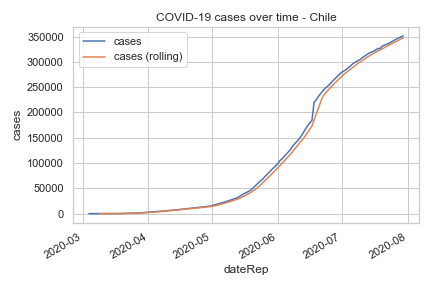 COVID-19 cases over time - Chile
cases
cases (rolling)
350000
300000
250000
200000
150000
100000
50000
0
cases
2020-03
2020-04
2020-05
2020-06
2020-07
2020-08
dateRep